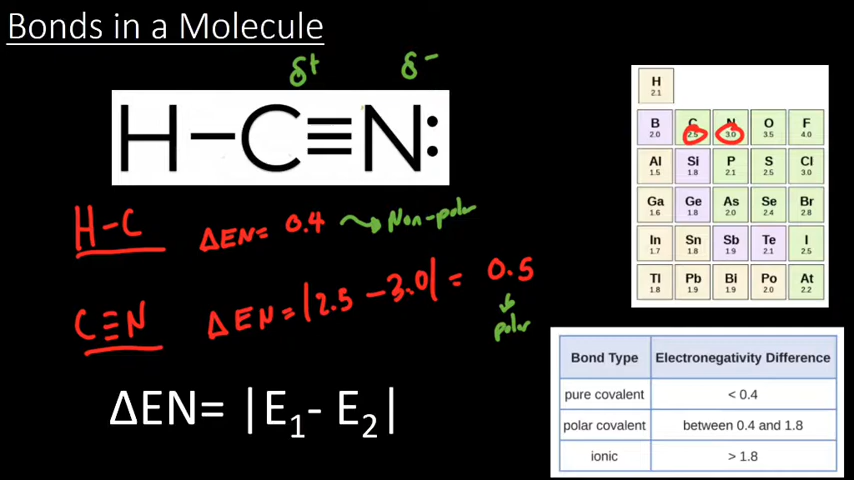 Bonds in a Molecule
δ+ δ−
H–C≡N:
H–C ΔEN= 0.4 → Non-polar
C≡N ΔEN= |2.5 – 3.0| = 0.5
polar
ΔEN= |E₁- E₂|
H
2.1
B C N O F
2.0 2.5 3.0 3.5 4.0
Al Si P S Cl
1.5 1.8 2.1 2.5 3.0
Ga Ge As Se Br
1.6 1.8 2.0 2.4 2.8
In Sn Sb Te I
1.7 1.8 1.9 2.1 2.5
Tl Pb Bi Po At
1.8 1.9 1.9 2.0 2.2
Bond Type Electronegativity Difference
pure covalent < 0.4
polar covalent between 0.4 and 1.8
ionic > 1.8